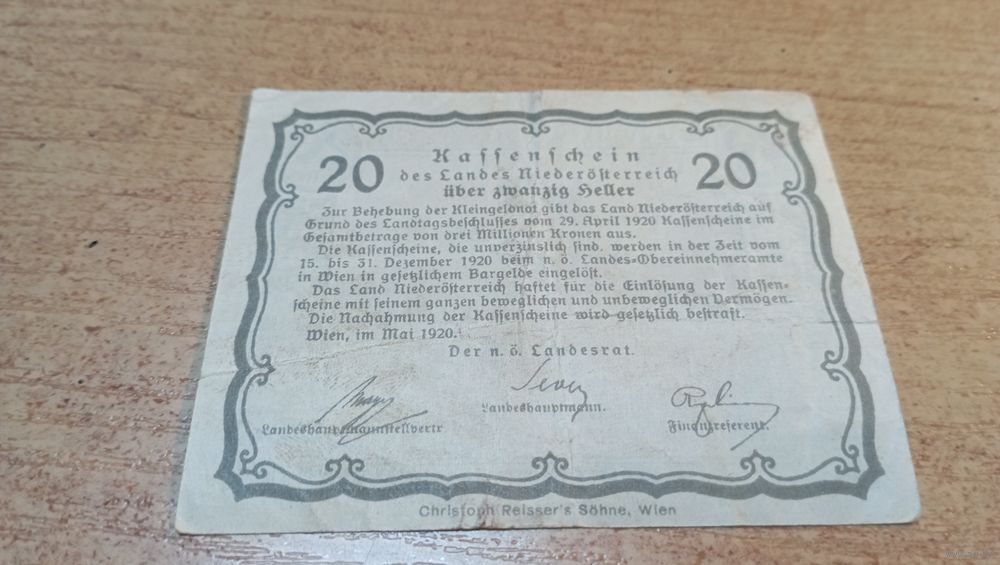 20 Kassenschein 20
des Landes Niederösterreich
über zwanzig Heller
Zur Behebung der Kleingeldnot gibt das Land Niederösterreich auf
Grund des Landtagsbeschlusses vom 29. April 1920 Kassenscheine im
Gesamtbetrage von drei Millionen Kronen aus.
Die Kassenscheine, die unverzinslich sind, werden in der Zeit vom
15. bis 31. Dezember 1920 beim n. ö. Landes-Obereinnehmeramte
in Wien in gesetzlichem Bargelde eingelöst.
Das Land Niederösterreich haftet für die Einlösung der Kassen-
scheine mit seinem ganzen beweglichen und unbeweglichen Vermögen.
Die Nachahmung der Kassenscheine wird gesetzlich bestraft.
Wien, im Mai 1920.
Der n. ö. Landesrat.
Sever
Landeshauptmannstellvertr
Landeshauptmann.
Finanzreferent.
Christoph Reisser's Söhne, Wien